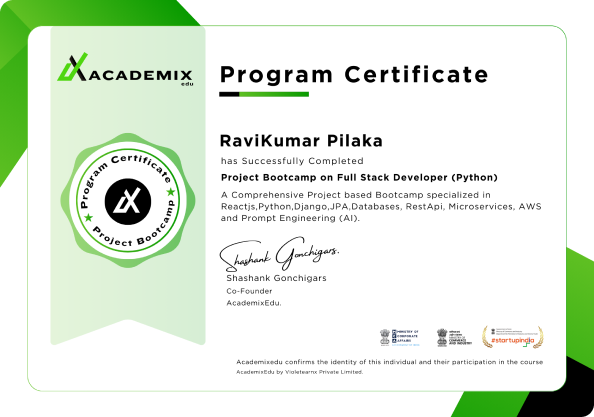 ACADEMIX
edu
Program Certificate
Program Certificate
Project Bootcamp
RaviKumar Pilaka
has Successfully Completed
Project Bootcamp on Full Stack Developer (Python)
A Comprehensive Project based Bootcamp specialized in
Reactjs,Python,Django,JPA,Databases, RestApi, Microservices, AWS
and Prompt Engineering (AI).
Shashank Gonchigars.
Shashank Gonchigars
Co-Founder
AcademixEdu.
MINISTRY OF
CORPORATE
AFFAIRS
COMMERCE
AND INDUSTRY
#startupindia
Academixedu confirms the identity of this individual and their participation in the course
AcademixEdu by Violetearnx Private Limited.